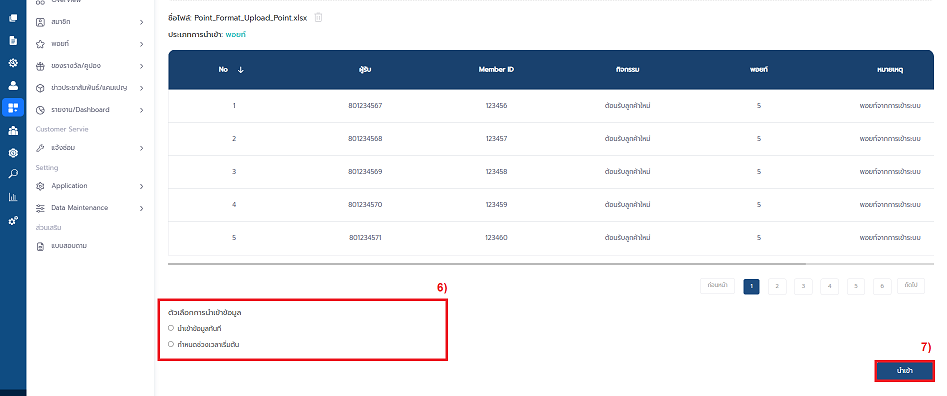 Overview
ชื่อไฟล์: Point_Format_Upload_Point.xlsx
สมาชิก
ประเภทการนำเข้า: พอยท์
พอยท์
ของรางวัล/คูปอง
No ผู้รับ Member ID กิจกรรม พอยท์ หมายเหตุ
ข่าวประชาสัมพันธ์/แคมเปญ
1 801234567 123456 ต้อนรับลูกค้าใหม่ 5 พอยท์จากการเข้าระบบ
รายงาน/Dashboard
Customer Servie
2 801234568 123457 ต้อนรับลูกค้าใหม่ 5 พอยท์จากการเข้าระบบ
แจ้งซ่อม
Setting
3 801234569 123458 ต้อนรับลูกค้าใหม่ 5 พอยท์จากการเข้าระบบ
Application
4 801234570 123459 ต้อนรับลูกค้าใหม่ 5 พอยท์จากการเข้าระบบ
Data Maintenance
ส่วนเสริม
5 801234571 123460 ต้อนรับลูกค้าใหม่ 5 พอยท์จากการเข้าระบบ
แบบสอบถาม
ก่อนหน้า 1 2 3 4 5 6 ถัดไป
6)
ตัวเลือกการนำเข้าข้อมูล
นำเข้าข้อมูลทันที
กำหนดช่วงเวลาเริ่มต้น
7)
นำเข้า